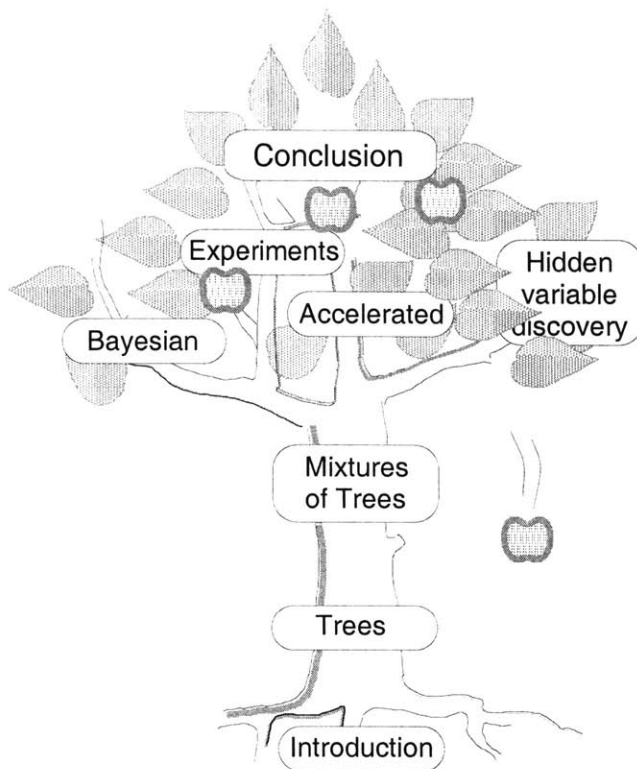 Conclusion
Experiments
Hidden
variable
discovery
Accelerated
Bayesian
Mixtures
of Trees
Trees
Introduction